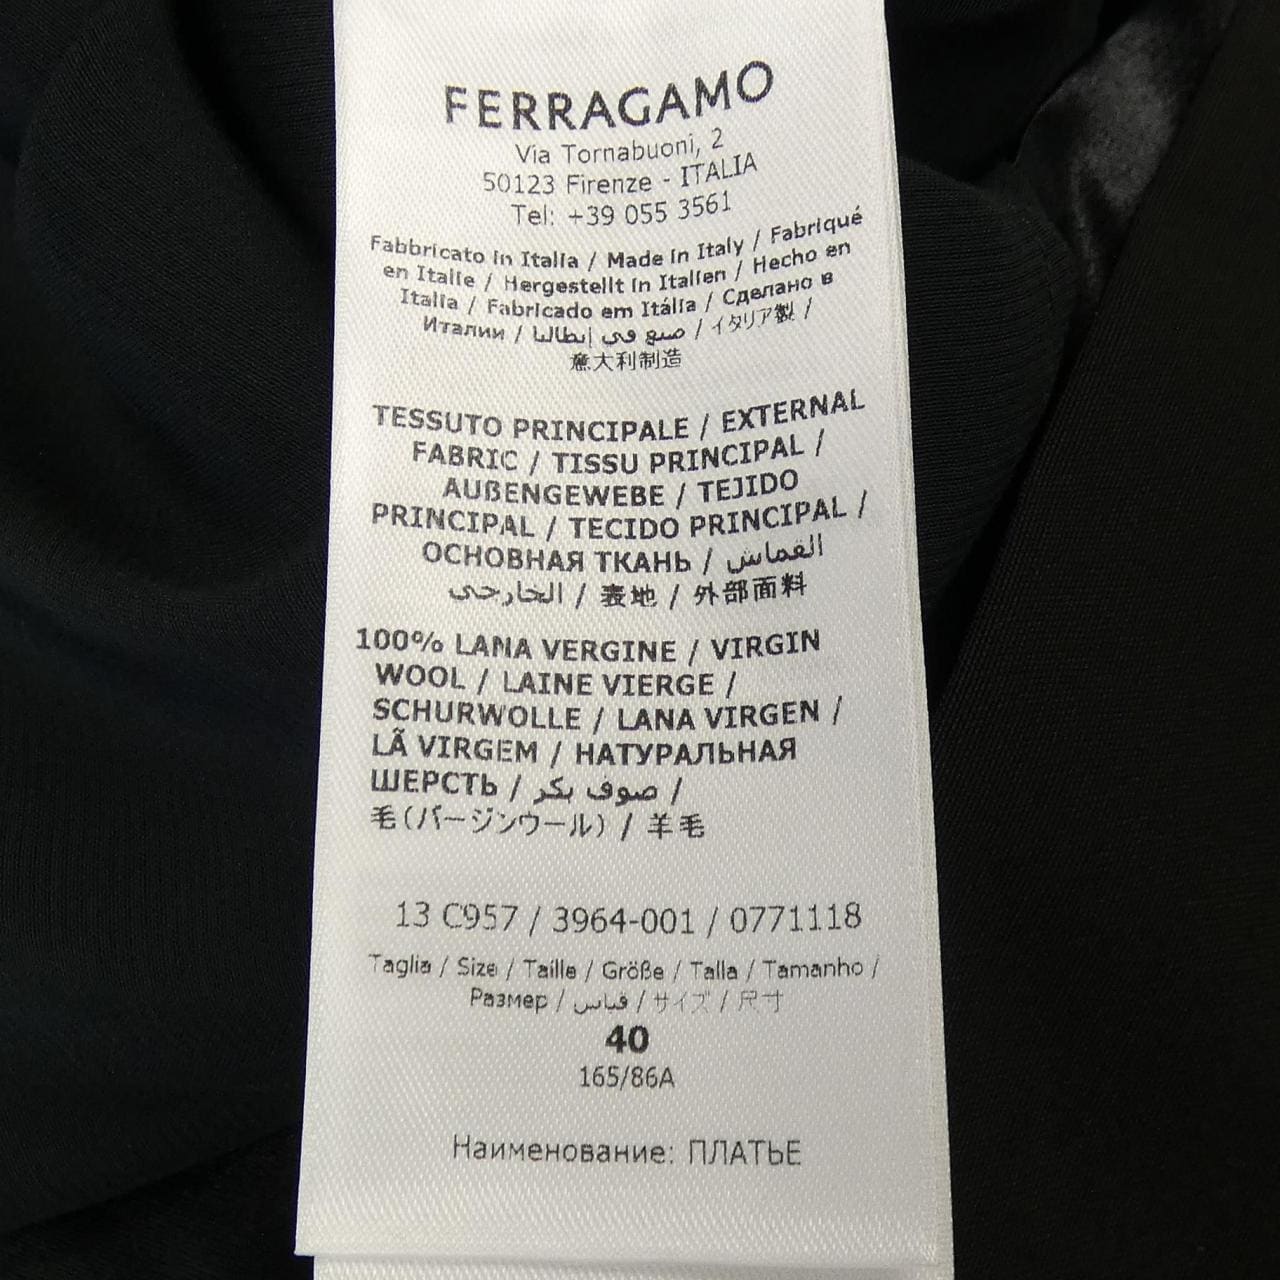 FERRAGAMO
Via Tornabuoni, 2
50123 Firenze - ITALIA
Tel: +39 055 3561
Fabbricato in Italia / Made in Italy / Fabriqué
en Italie / Hergestellt in Italien / Hecho en
Italia / Fabricado em Itália / Сделано в
Италии / صنع في إيطاليا / イタリア製 /
意大利制造
TESSUTO PRINCIPALE / EXTERNAL
FABRIC / TISSU PRINCIPAL /
AUßENGEWEBE / TEJIDO
PRINCIPAL / TECIDO PRINCIPAL /
ОСНОВНАЯ ТКАНЬ / القماش
الخارجي / 表地 / 外部面料
100% LANA VERGINE / VIRGIN
WOOL / LAINE VIERGE /
SCHURWOLLE / LANA VIRGEN /
LÃ VIRGEM / НАТУРАЛЬНАЯ
ШЕРСТЬ / صوف بكر /
毛(バージンウール) / 羊毛
13 C957 / 3964-001 / 0771118
Taglia / Size / Taille / Größe / Talla / Tamanho /
Размер / قياس / サイズ / 尺寸
40
165/86A
Наименование: ПЛАТЬЕ